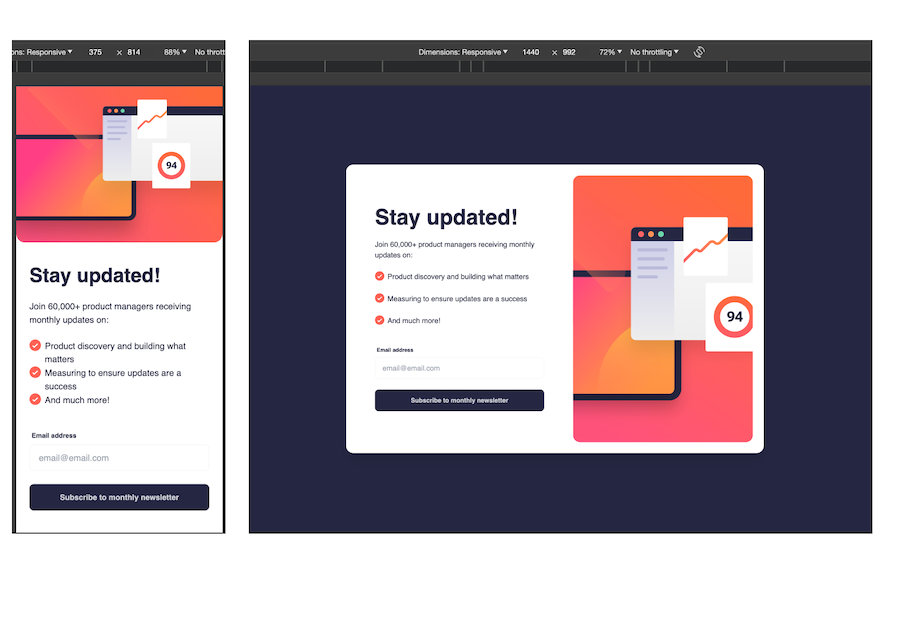 ons: Responsive ▾ 375 × 814 88% ▾ No thrott
94
Stay updated!
Join 60,000+ product managers receiving
monthly updates on:
Product discovery and building what
matters
Measuring to ensure updates are a
success
And much more!
Email address
email@email.com
Subscribe to monthly newsletter
Dimensions: Responsive ▾ 1440 × 992 72% ▾ No throttling ▾
Stay updated!
Join 60,000+ product managers receiving monthly
updates on:
Product discovery and building what matters
Measuring to ensure updates are a success
And much more!
Email address
email@email.com
Subscribe to monthly newsletter
94